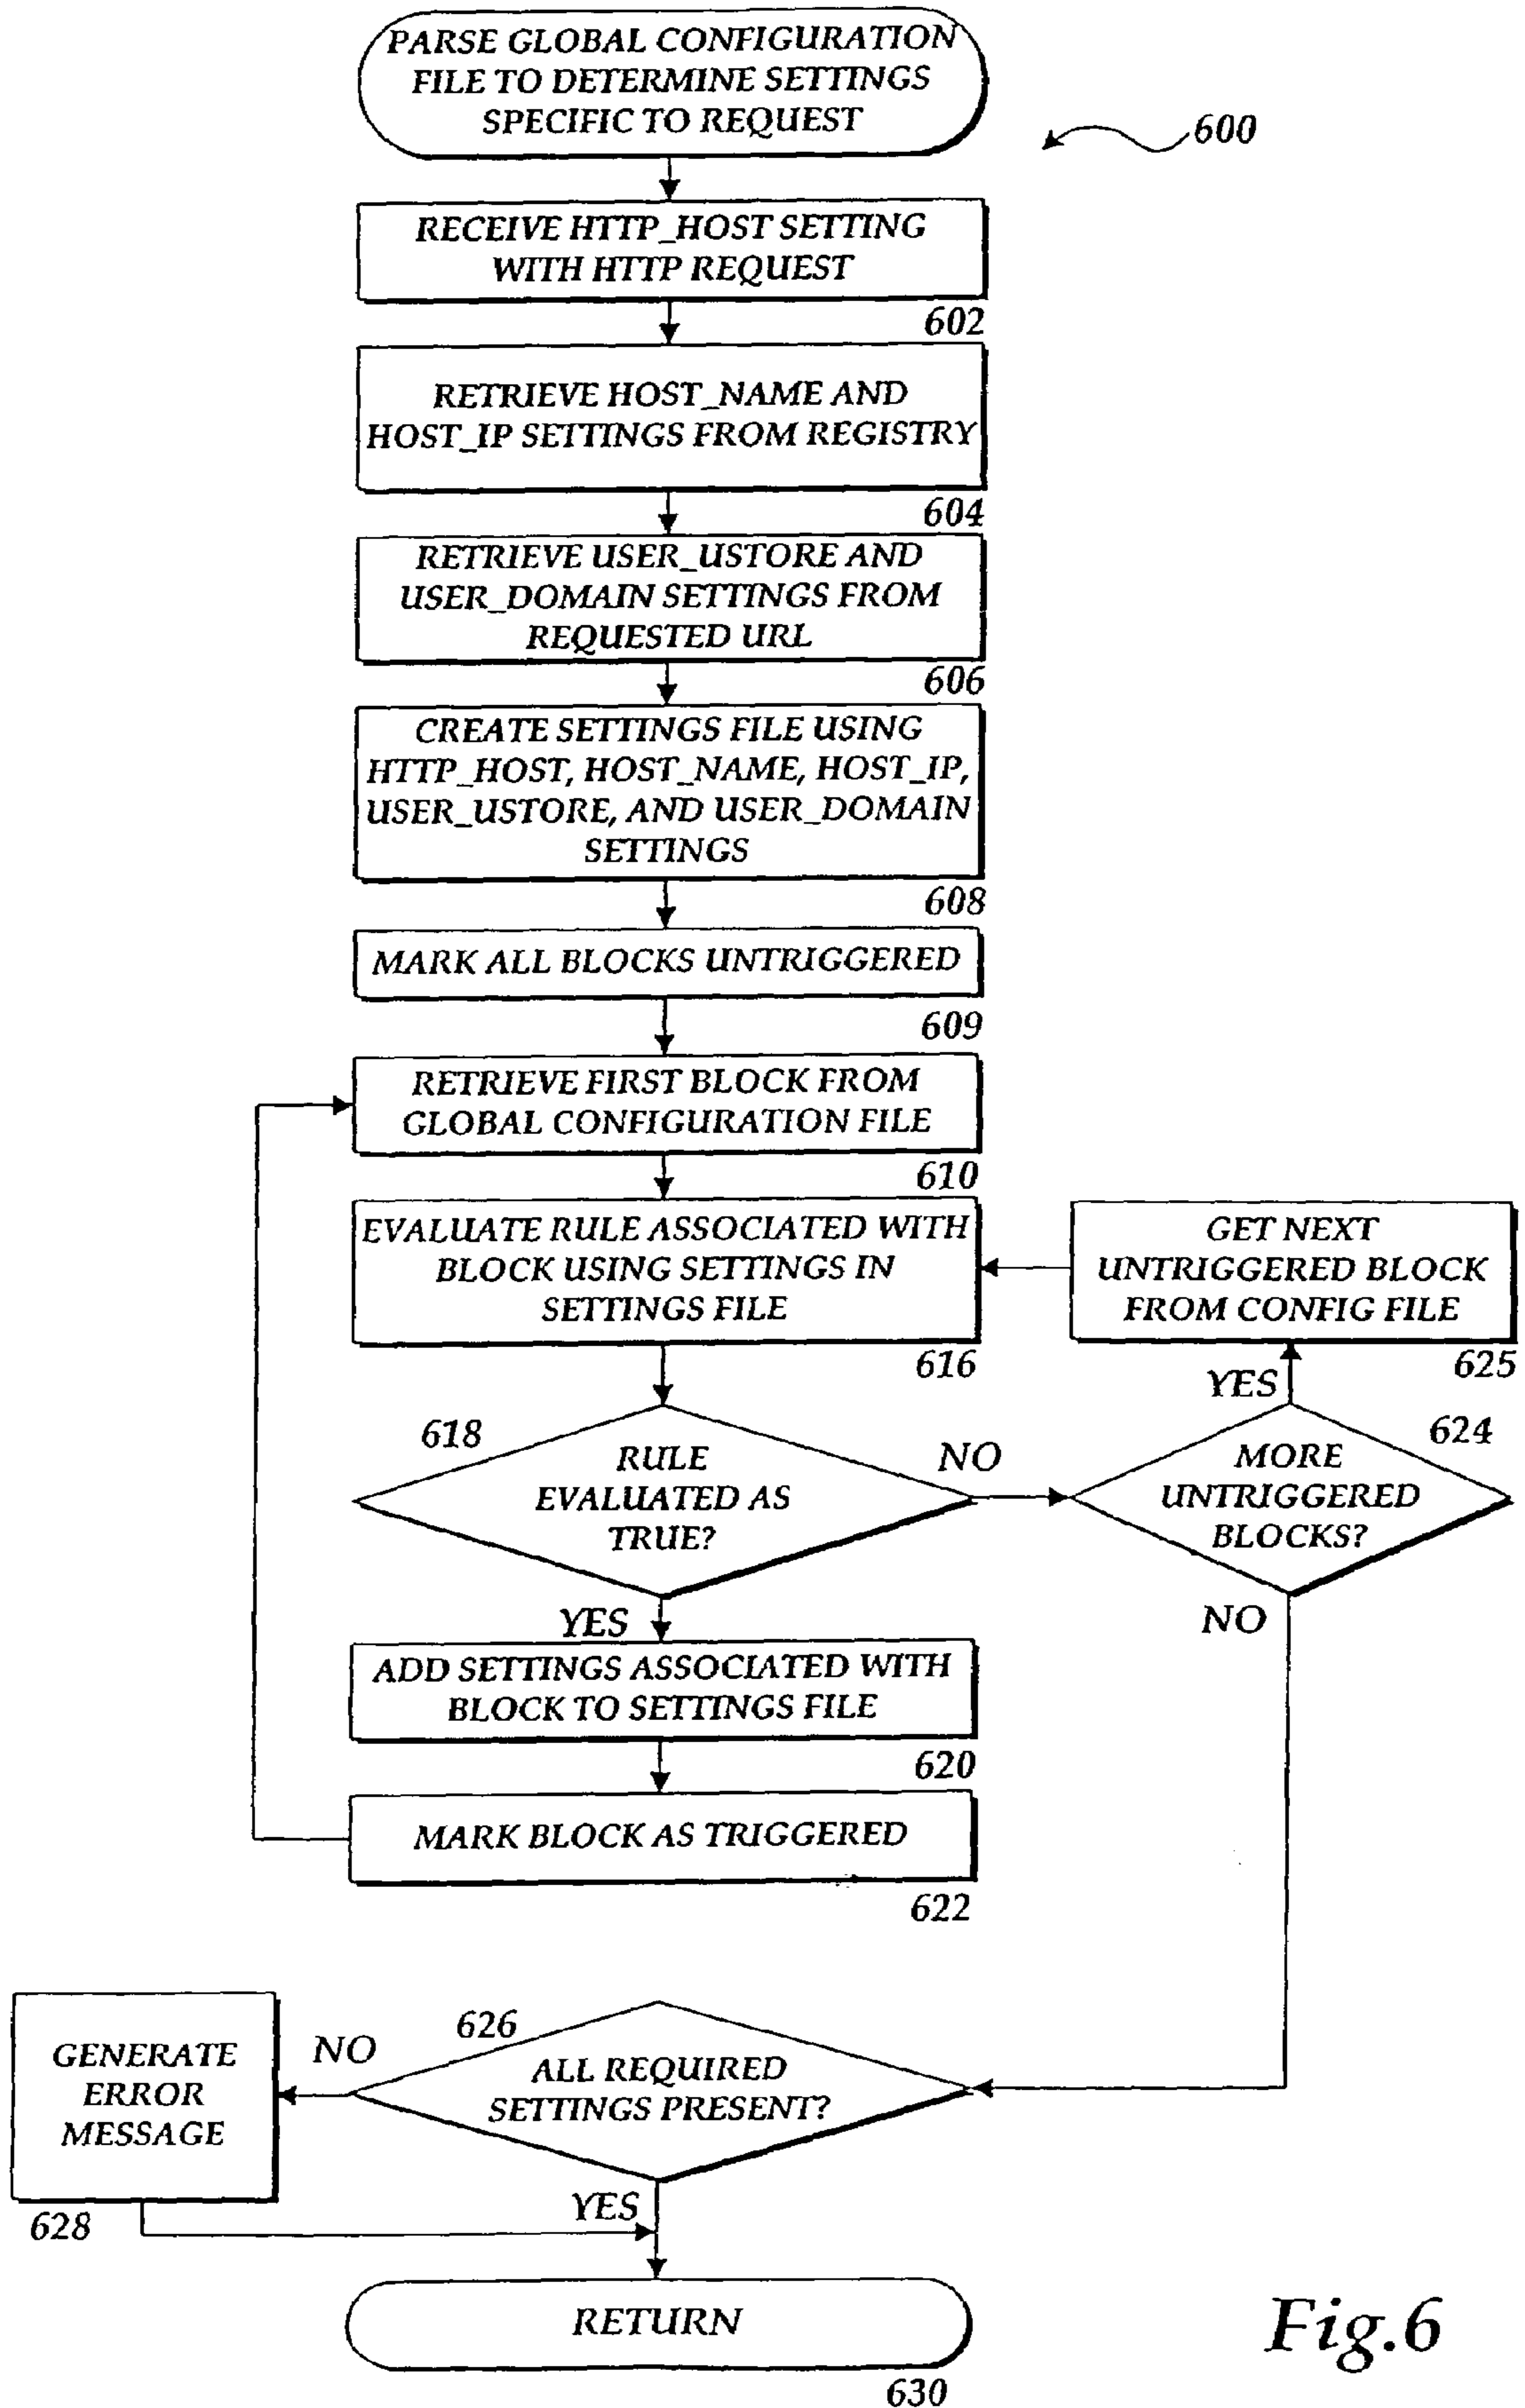 PARSE GLOBAL CONFIGURATION
FILE TO DETERMINE SETTINGS
SPECIFIC TO REQUEST
600
RECEIVE HTTP_HOST SETTING
WITH HTTP REQUEST
602
RETRIEVE HOST_NAME AND
HOST_IP SETTINGS FROM REGISTRY
604
RETRIEVE USER_USTORE AND
USER_DOMAIN SETTINGS FROM
REQUESTED URL
606
CREATE SETTINGS FILE USING
HTTP_HOST, HOST_NAME, HOST_IP,
USER_USTORE, AND USER_DOMAIN
SETTINGS
608
MARK ALL BLOCKS UNTRIGGERED
609
RETRIEVE FIRST BLOCK FROM
GLOBAL CONFIGURATION FILE
610
EVALUATE RULE ASSOCIATED WITH
BLOCK USING SETTINGS IN
SETTINGS FILE
616
GET NEXT
UNTRIGGERED BLOCK
FROM CONFIG FILE
625
YES
618
RULE
EVALUATED AS
TRUE?
NO
624
MORE
UNTRIGGERED
BLOCKS?
NO
YES
ADD SETTINGS ASSOCIATED WITH
BLOCK TO SETTINGS FILE
620
MARK BLOCK AS TRIGGERED
622
626
ALL REQUIRED
SETTINGS PRESENT?
NO
GENERATE
ERROR
MESSAGE
628
YES
RETURN
630
Fig.6